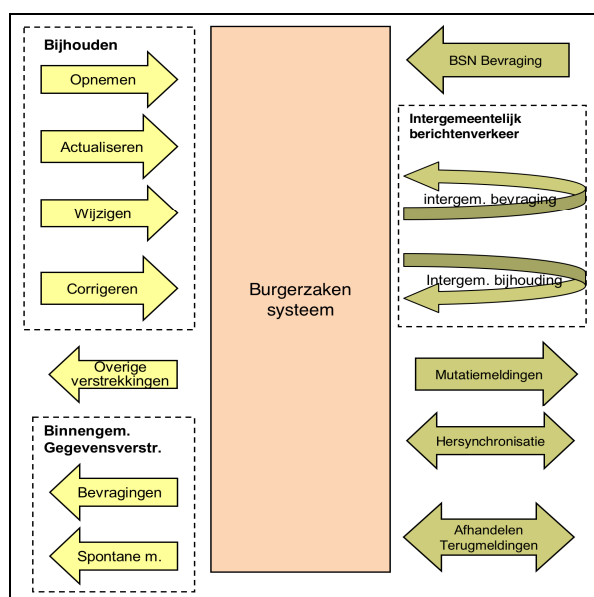 Bijhouden
Opnemen
Actualiseren
Wijzigen
Corrigeren
Overige
verstrekkingen
Binnengem.
Gegevensverstr.
Bevragingen
Spontane m.
Burgerzaken
systeem
BSN Bevraging
Intergemeentelijk
berichtenverkeer
intergem. bevraging
Intergem. bijhouding
Mutatiemeldingen
Hersynchronisatie
Afhandelen
Terugmeldingen